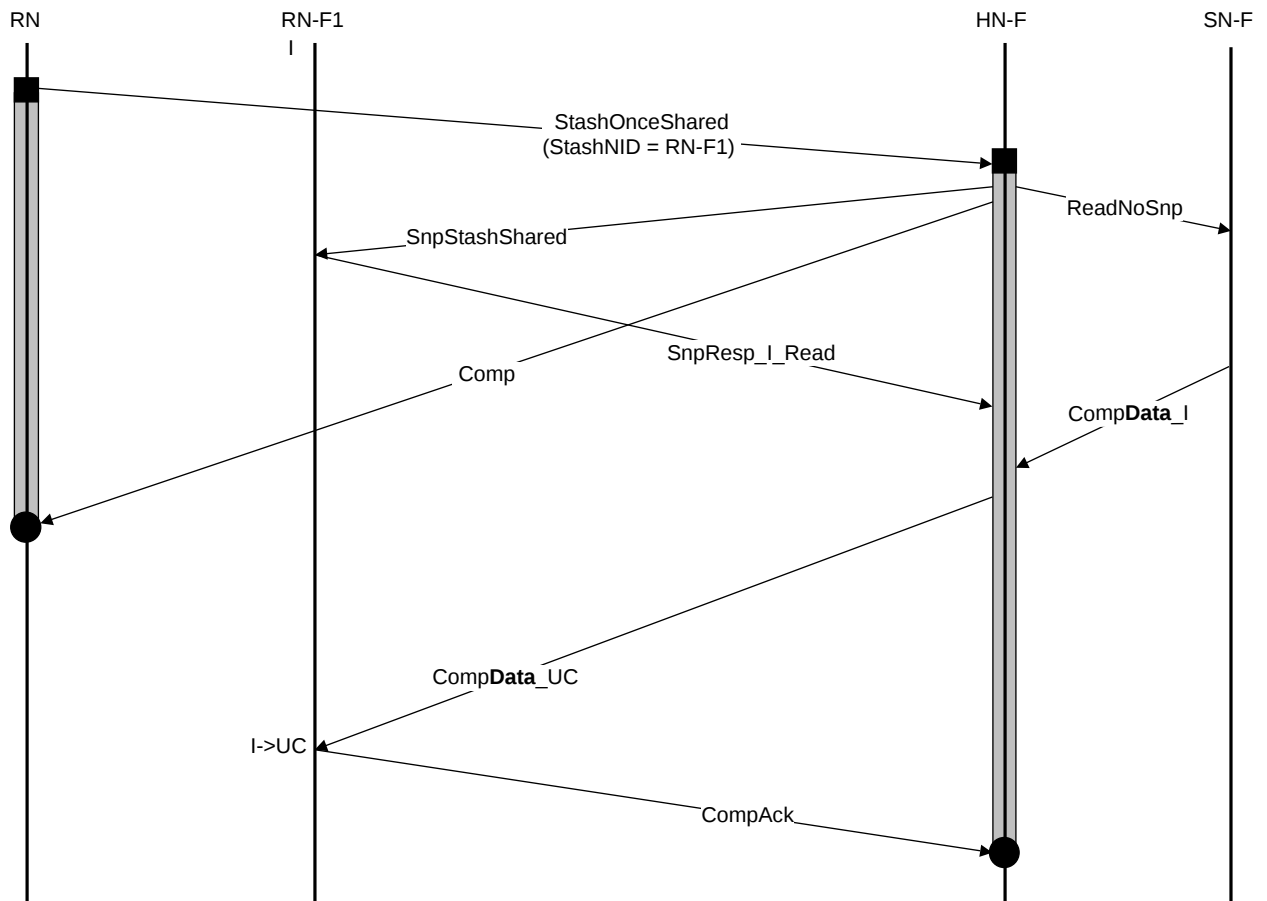 RN
RN-F1
HN-F
SN-F
I
StashOnceShared
(StashNID = RN-F1)
ReadNoSnp
SnpStashShared
SnpResp_I_Read
Comp
CompData_I
CompData_UC
I->UC
CompAck